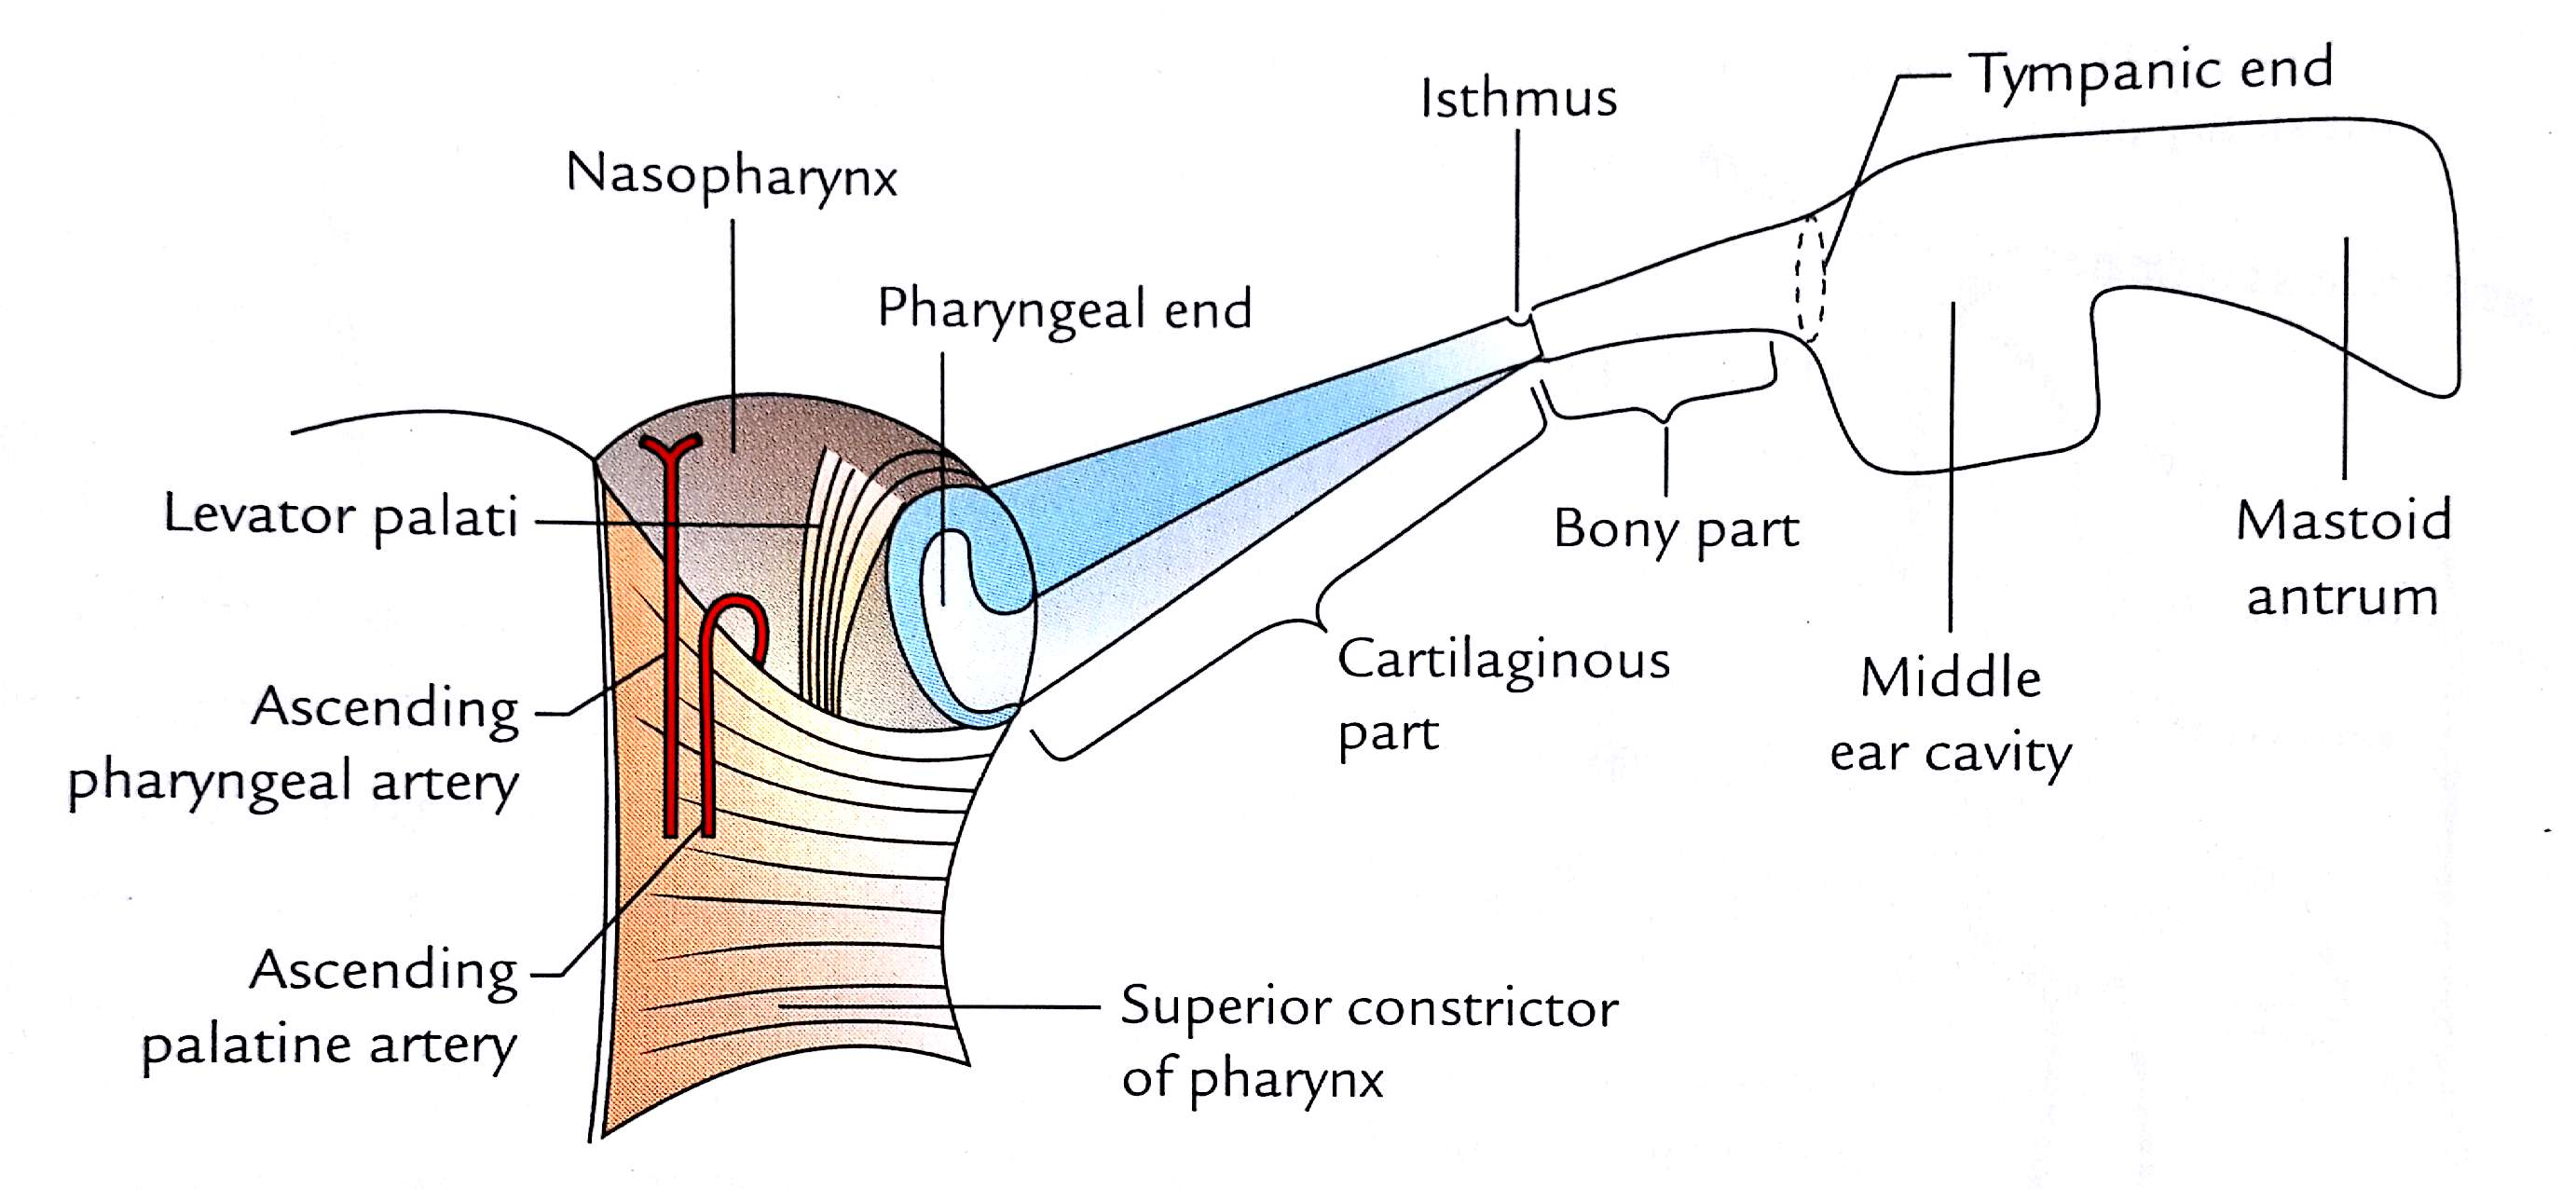 Tympanic end
Isthmus
Nasopharynx
Pharyngeal end
Levator palati
Bony part
Mastoid
antrum
Cartilaginous
part
Middle
ear cavity
Ascending
pharyngeal artery
Ascending
palatine artery
Superior constrictor
of pharynx